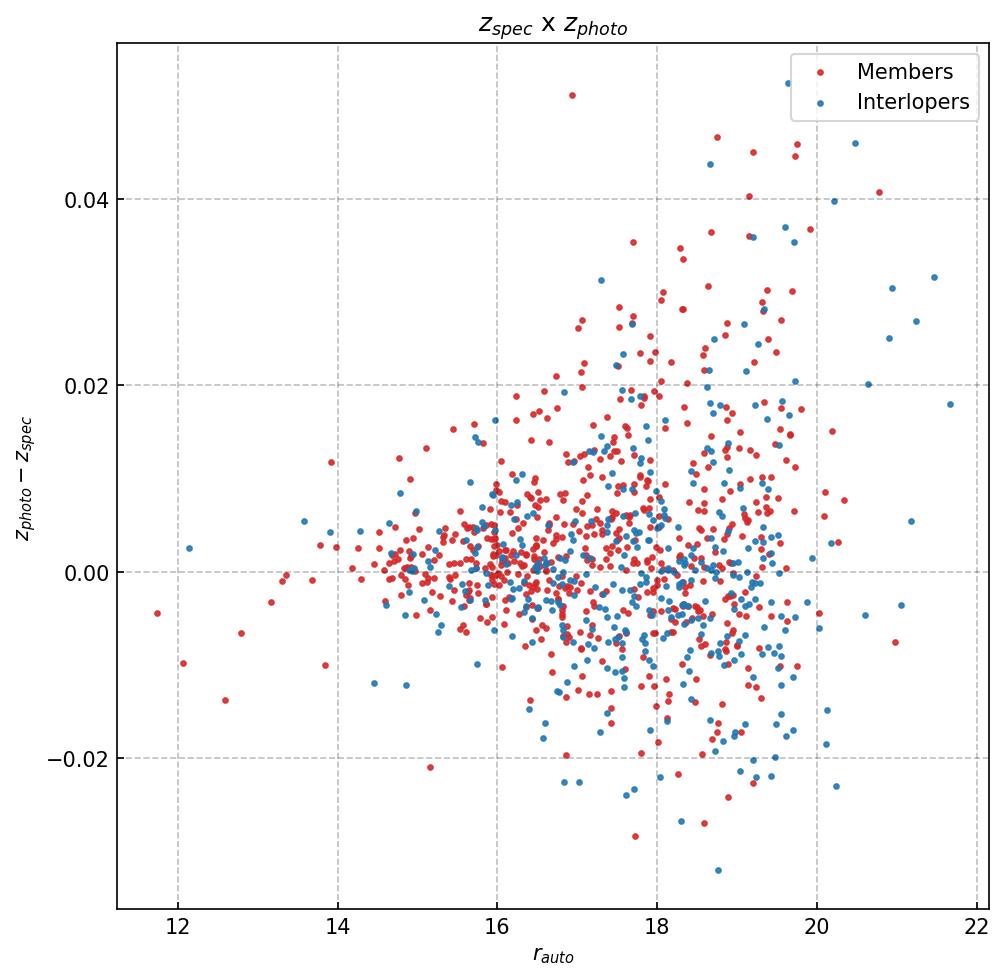 z_spec x z_photo
Members
Interlopers
0.04
0.02
0.00
−0.02
z_photo − z_spec
12 14 16 18 20 22
r_auto